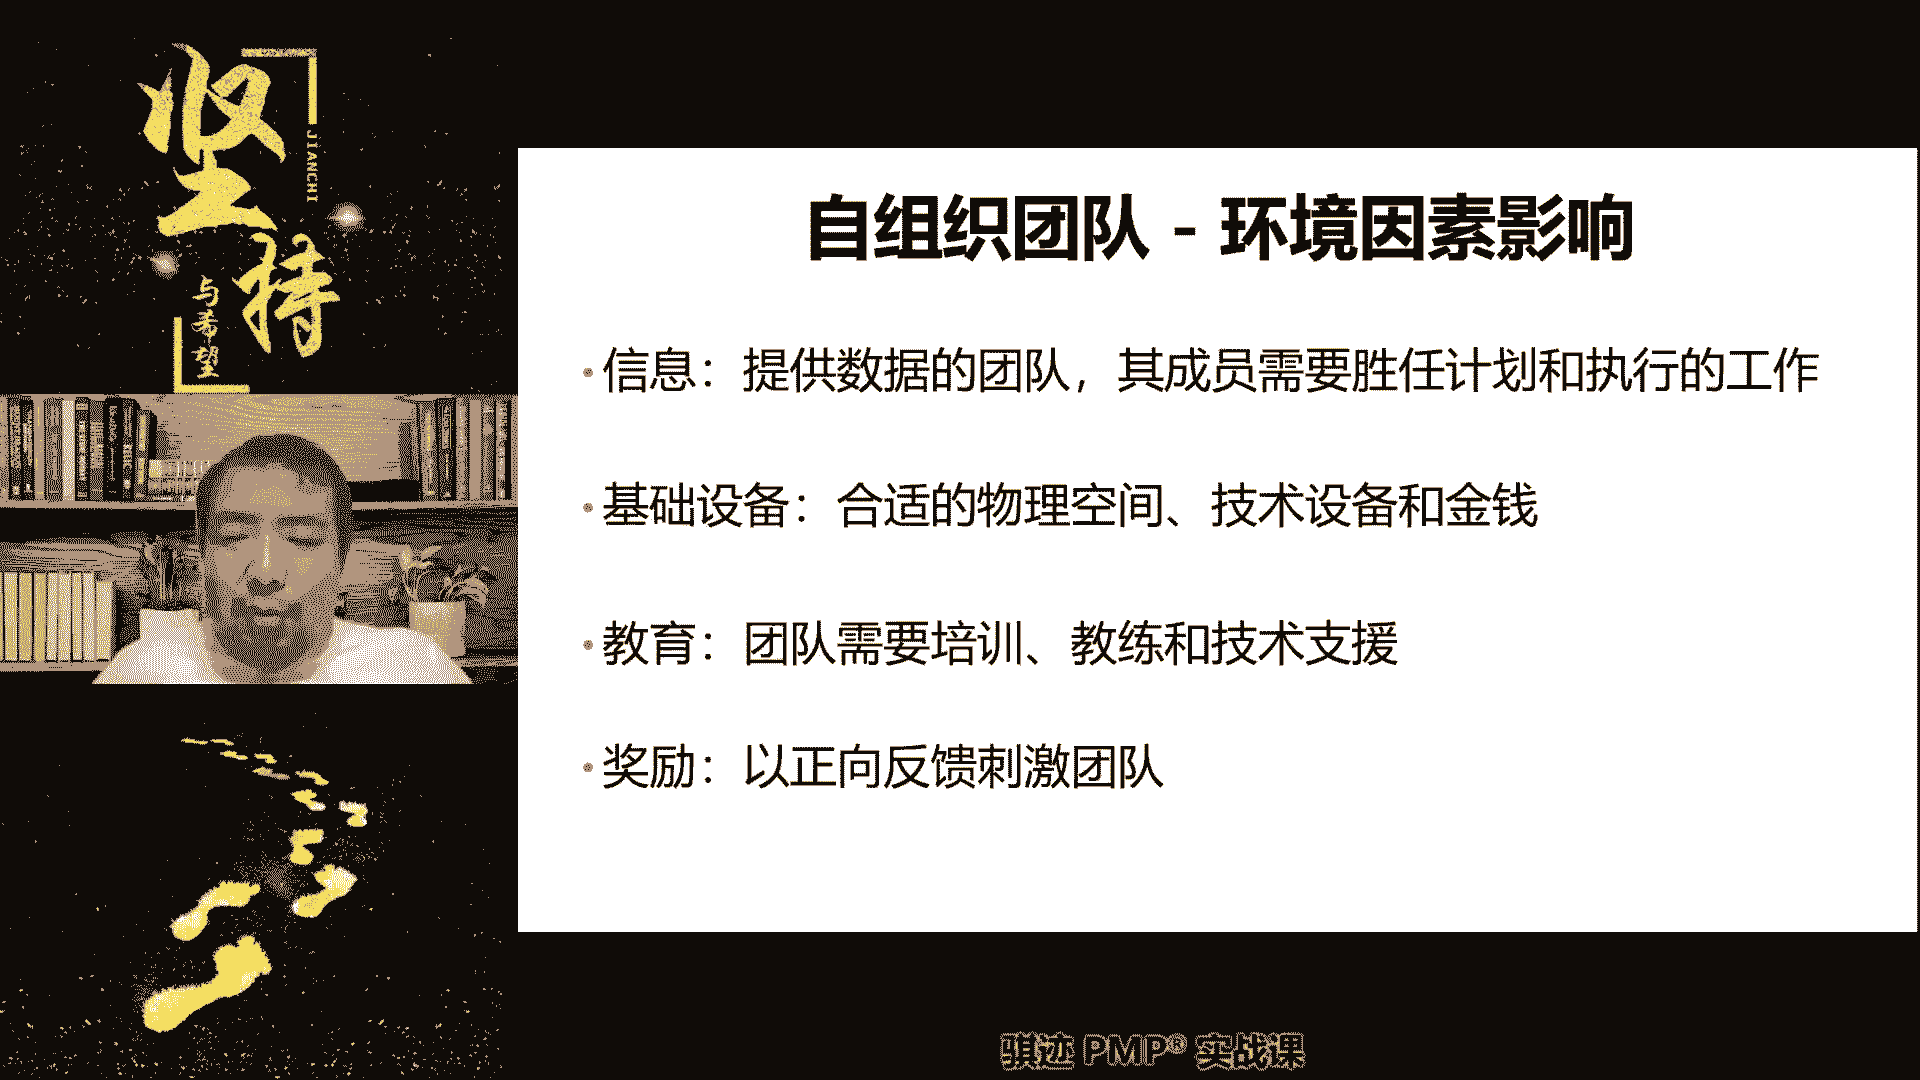 坚持
JIANCHI
与希望
自组织团队 - 环境因素影响
•信息：提供数据的团队，其成员需要胜任计划和执行的工作
•基础设备：合适的物理空间、技术设备和金钱
•教育：团队需要培训、教练和技术支援
•奖励：以正向反馈刺激团队
骐迹 PMP® 实战课